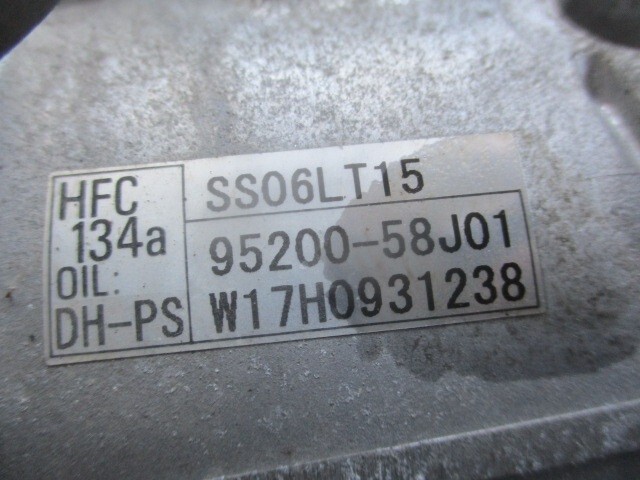 HFC
134a
OIL:
DH-PS
SS06LT15
95200-58J01
W17H0931238